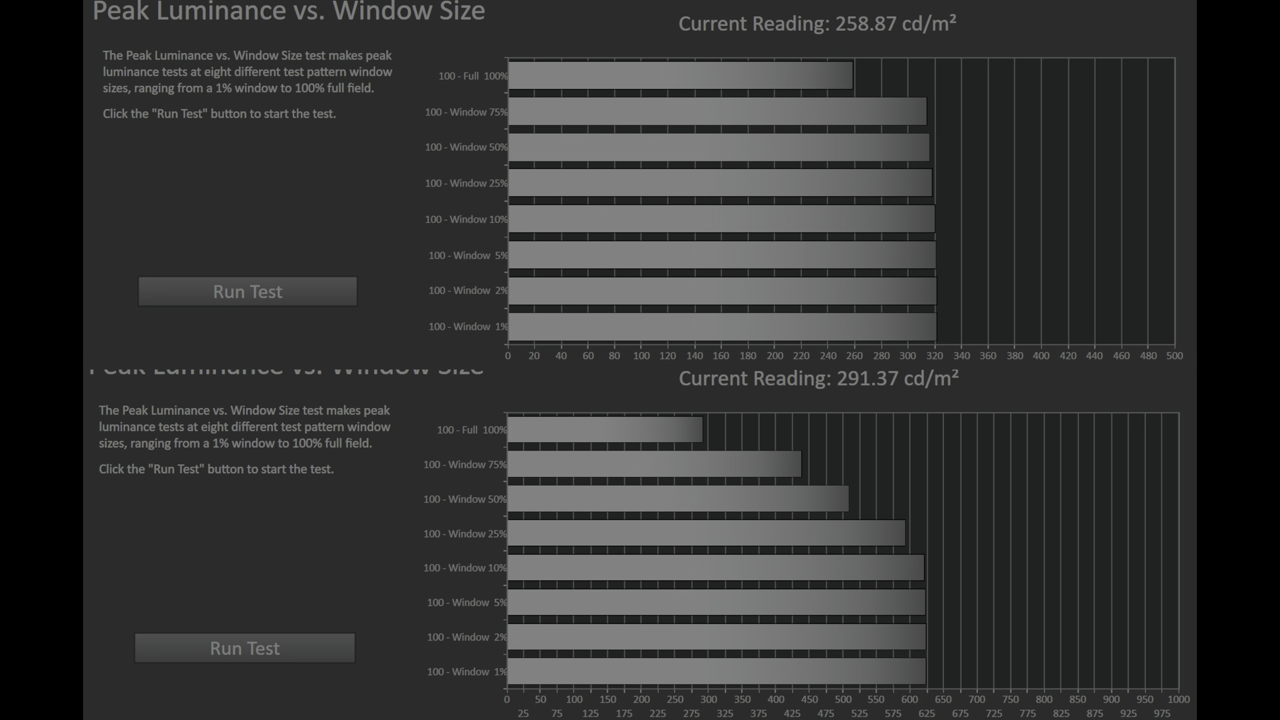 Peak Luminance vs. Window Size
Current Reading: 258.87 cd/m²
The Peak Luminance vs. Window Size test makes peak
luminance tests at eight different test pattern window
sizes, ranging from a 1% window to 100% full field.
Click the "Run Test" button to start the test.
Run Test
100 - Full 100%
100 - Window 75%
100 - Window 50%
100 - Window 25%
100 - Window 10%
100 - Window 5%
100 - Window 2%
100 - Window 1%
0 20 40 60 80 100 120 140 160 180 200 220 240 260 280 300 320 340 360 380 400 420 440 460 480 500
Peak Luminance vs. Window Size
Current Reading: 291.37 cd/m²
The Peak Luminance vs. Window Size test makes peak
luminance tests at eight different test pattern window
sizes, ranging from a 1% window to 100% full field.
Click the "Run Test" button to start the test.
Run Test
100 - Full 100%
100 - Window 75%
100 - Window 50%
100 - Window 25%
100 - Window 10%
100 - Window 5%
100 - Window 2%
100 - Window 1%
0 50 100 150 200 250 300 350 400 450 500 550 600 650 700 750 800 850 900 950 1000
25 75 125 175 225 275 325 375 425 475 525 575 625 675 725 775 825 875 925 975